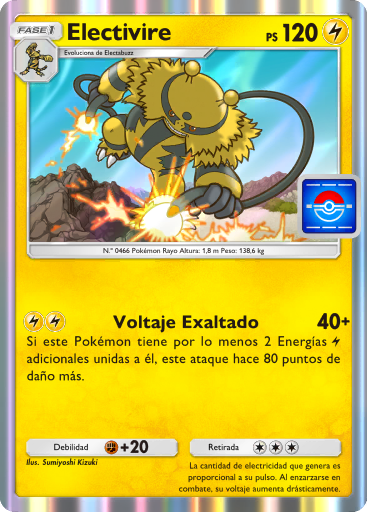 FASE 1
Electivire
PS 120
Evoluciona de Electabuzz
N.º 0466 Pokémon Rayo Altura: 1,8 m Peso: 138,6 kg
Voltaje Exaltado 40+
Si este Pokémon tiene por lo menos 2 Energías
adicionales unidas a él, este ataque hace 80 puntos de
daño más.
Debilidad +20
Retirada
Ilus. Sumiyoshi Kizuki
La cantidad de electricidad que genera es
proporcional a su pulso. Al enzarzarse en
combate, su voltaje aumenta drásticamente.